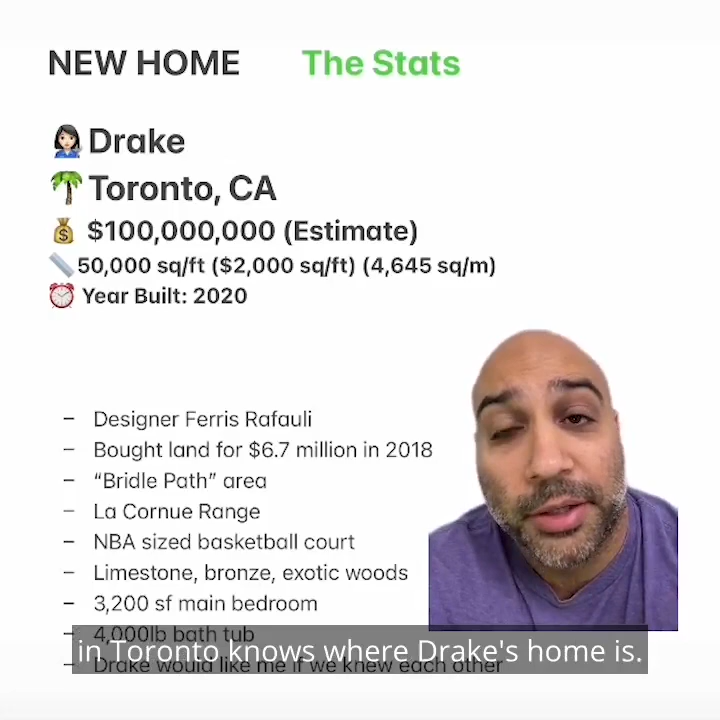 NEW HOME The Stats
Drake
Toronto, CA
$100,000,000 (Estimate)
50,000 sq/ft ($2,000 sq/ft) (4,645 sq/m)
Year Built: 2020
– Designer Ferris Rafauli
– Bought land for $6.7 million in 2018
– “Bridle Path” area
– La Cornue Range
– NBA sized basketball court
– Limestone, bronze, exotic woods
– 3,200 sf main bedroom
– 4,000lb bath tub
in Toronto knows where Drake's home is.
– Drake would like me if we knew each other